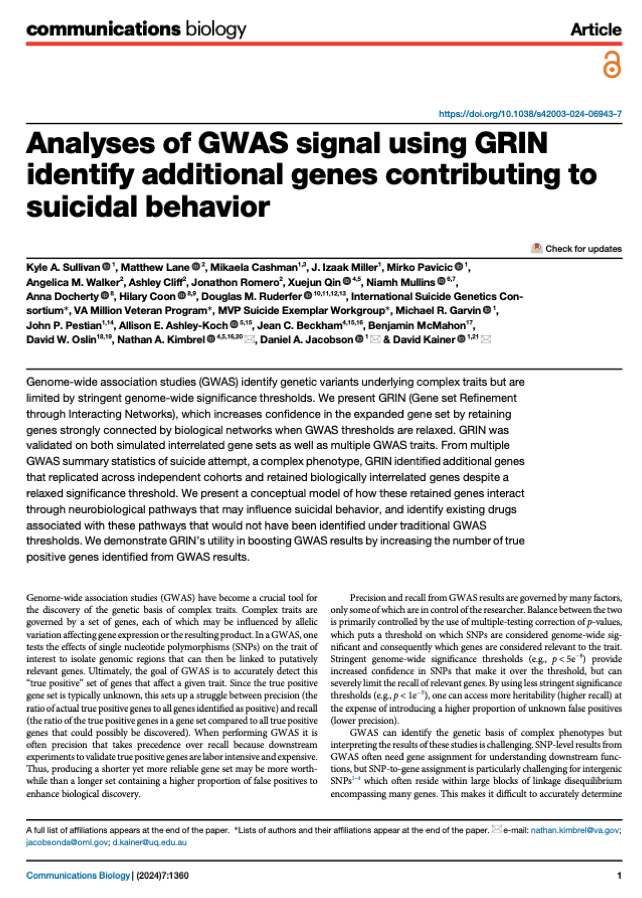 communications biology
Article
https://doi.org/10.1038/s42003-024-06943-7
Analyses of GWAS signal using GRIN
identify additional genes contributing to
suicidal behavior
Check for updates
Kyle A. Sullivan 1, Matthew Lane 2, Mikaela Cashman1,3, J. Izaak Miller1, Mirko Pavicic 1,
Angelica M. Walker2, Ashley Cliff2, Jonathon Romero2, Xuejun Qin 4,5, Niamh Mullins 6,7,
Anna Docherty 8, Hilary Coon 8,9, Douglas M. Ruderfer 10,11,12,13, International Suicide Genetics Con-
sortium*, VA Million Veteran Program*, MVP Suicide Exemplar Workgroup*, Michael R. Garvin 1,
John P. Pestian1,14, Allison E. Ashley-Koch 5,15, Jean C. Beckham4,15,16, Benjamin McMahon17,
David W. Oslin18,19, Nathan A. Kimbrel 4,5,16,20, Daniel A. Jacobson 1 & David Kainer 1,21
Genome-wide association studies (GWAS) identify genetic variants underlying complex traits but are
limited by stringent genome-wide significance thresholds. We present GRIN (Gene set Refinement
through Interacting Networks), which increases confidence in the expanded gene set by retaining
genes strongly connected by biological networks when GWAS thresholds are relaxed. GRIN was
validated on both simulated interrelated gene sets as well as multiple GWAS traits. From multiple
GWAS summary statistics of suicide attempt, a complex phenotype, GRIN identified additional genes
that replicated across independent cohorts and retained biologically interrelated genes despite a
relaxed significance threshold. We present a conceptual model of how these retained genes interact
through neurobiological pathways that may influence suicidal behavior, and identify existing drugs
associated with these pathways that would not have been identified under traditional GWAS
thresholds. We demonstrate GRIN's utility in boosting GWAS results by increasing the number of true
positive genes identified from GWAS results.
Genome-wide association studies (GWAS) have become a crucial tool for
the discovery of the genetic basis of complex traits. Complex traits are
governed by a set of genes, each of which may be influenced by allelic
variation affecting gene expression or the resulting product. In a GWAS, one
tests the effects of single nucleotide polymorphisms (SNPs) on the trait of
interest to isolate genomic regions that can then be linked to putatively
relevant genes. Ultimately, the goal of GWAS is to accurately detect this
"true positive" set of genes that affect a given trait. Since the true positive
gene set is typically unknown, this sets up a struggle between precision (the
ratio of actual true positive genes to all genes identified as positive) and recall
(the ratio of the true positive genes in a gene set compared to all true positive
genes that could possibly be discovered). When performing GWAS it is
often precision that takes precedence over recall because downstream
experiments to validate true positive genes are labor intensive and expensive.
Thus, producing a shorter yet more reliable gene set may be more worth-
while than a longer set containing a higher proportion of false positives to
enhance biological discovery.
Precision and recall from GWAS results are governed by many factors,
only some of which are in control of the researcher. Balance between the two
is primarily controlled by the use of multiple-testing correction of p-values,
which puts a threshold on which SNPs are considered genome-wide sig-
nificant and consequently which genes are considered relevant to the trait.
Stringent genome-wide significance thresholds (e.g., p < 5e−8) provide
increased confidence in SNPs that make it over the threshold, but can
severely limit the recall of relevant genes. By using less stringent significance
thresholds (e.g., p < 1e−5), one can access more heritability (higher recall) at
the expense of introducing a higher proportion of unknown false positives
(lower precision).
GWAS can identify the genetic basis of complex phenotypes but
interpreting the results of these studies is challenging. SNP-level results from
GWAS often need gene assignment for understanding downstream func-
tions, but SNP-to-gene assignment is particularly challenging for intergenic
SNPs1–4 which often reside within large blocks of linkage disequilibrium
encompassing many genes. This makes it difficult to accurately determine
A full list of affiliations appears at the end of the paper. *Lists of authors and their affiliations appear at the end of the paper. e-mail: nathan.kimbrel@va.gov;
jacobsonda@ornl.gov; d.kainer@uq.edu.au
Communications Biology| (2024)7:1360
1